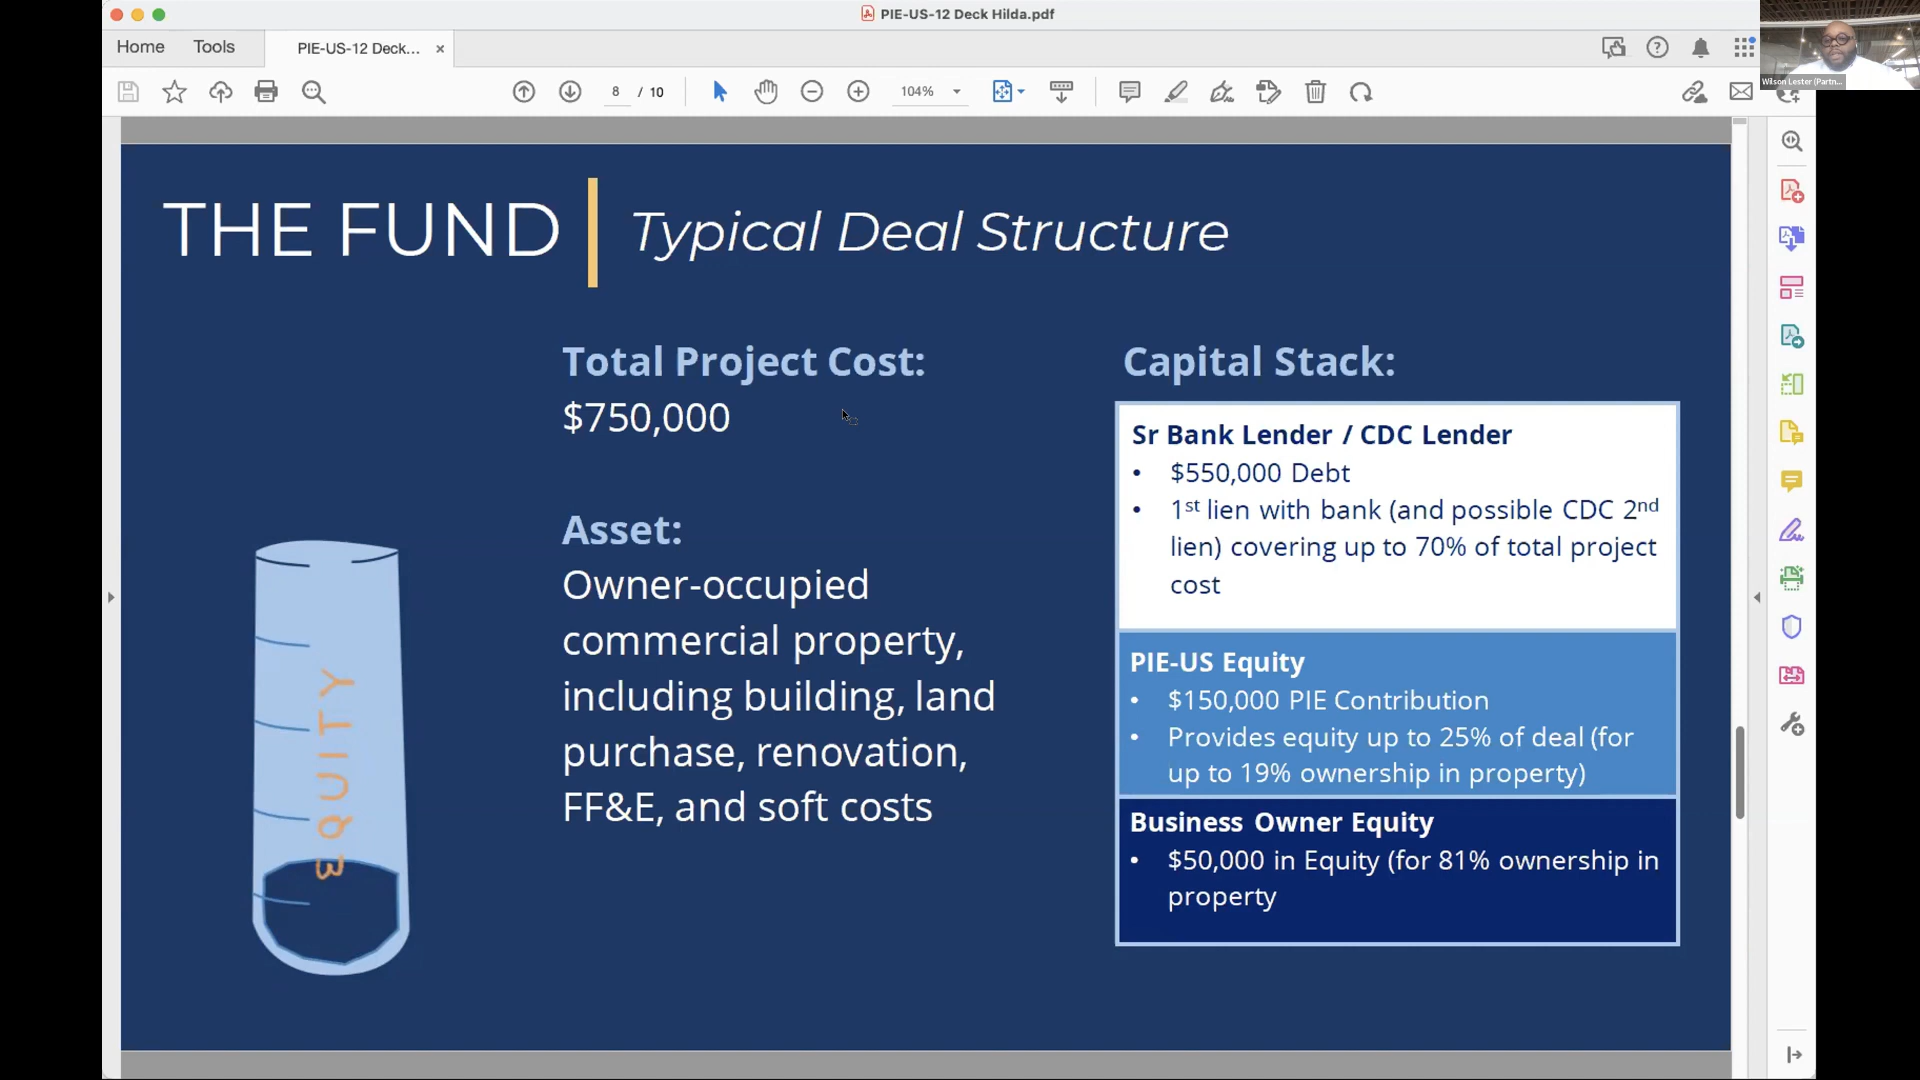 PIE-US-12 Deck Hilda.pdf
Home
Tools
PIE-US-12 Deck...
8 / 10
104%
Wilson Lester (Partn...
THE FUND
Typical Deal Structure
Total Project Cost:
$750,000
Asset:
Owner-occupied
commercial property,
including building, land
purchase, renovation,
FF&E, and soft costs
EQUITY
Capital Stack:
Sr Bank Lender / CDC Lender
• $550,000 Debt
• 1st lien with bank (and possible CDC 2nd
lien) covering up to 70% of total project
cost
PIE-US Equity
• $150,000 PIE Contribution
• Provides equity up to 25% of deal (for
up to 19% ownership in property)
Business Owner Equity
• $50,000 in Equity (for 81% ownership in
property